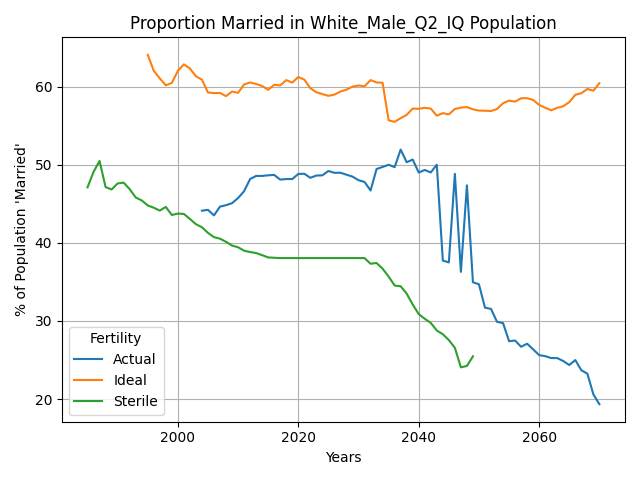 Proportion Married in White_Male_Q2_IQ Population
% of Population 'Married'
60
50
40
30
20
Fertility
Actual
Ideal
Sterile
2000 2020 2040 2060
Years